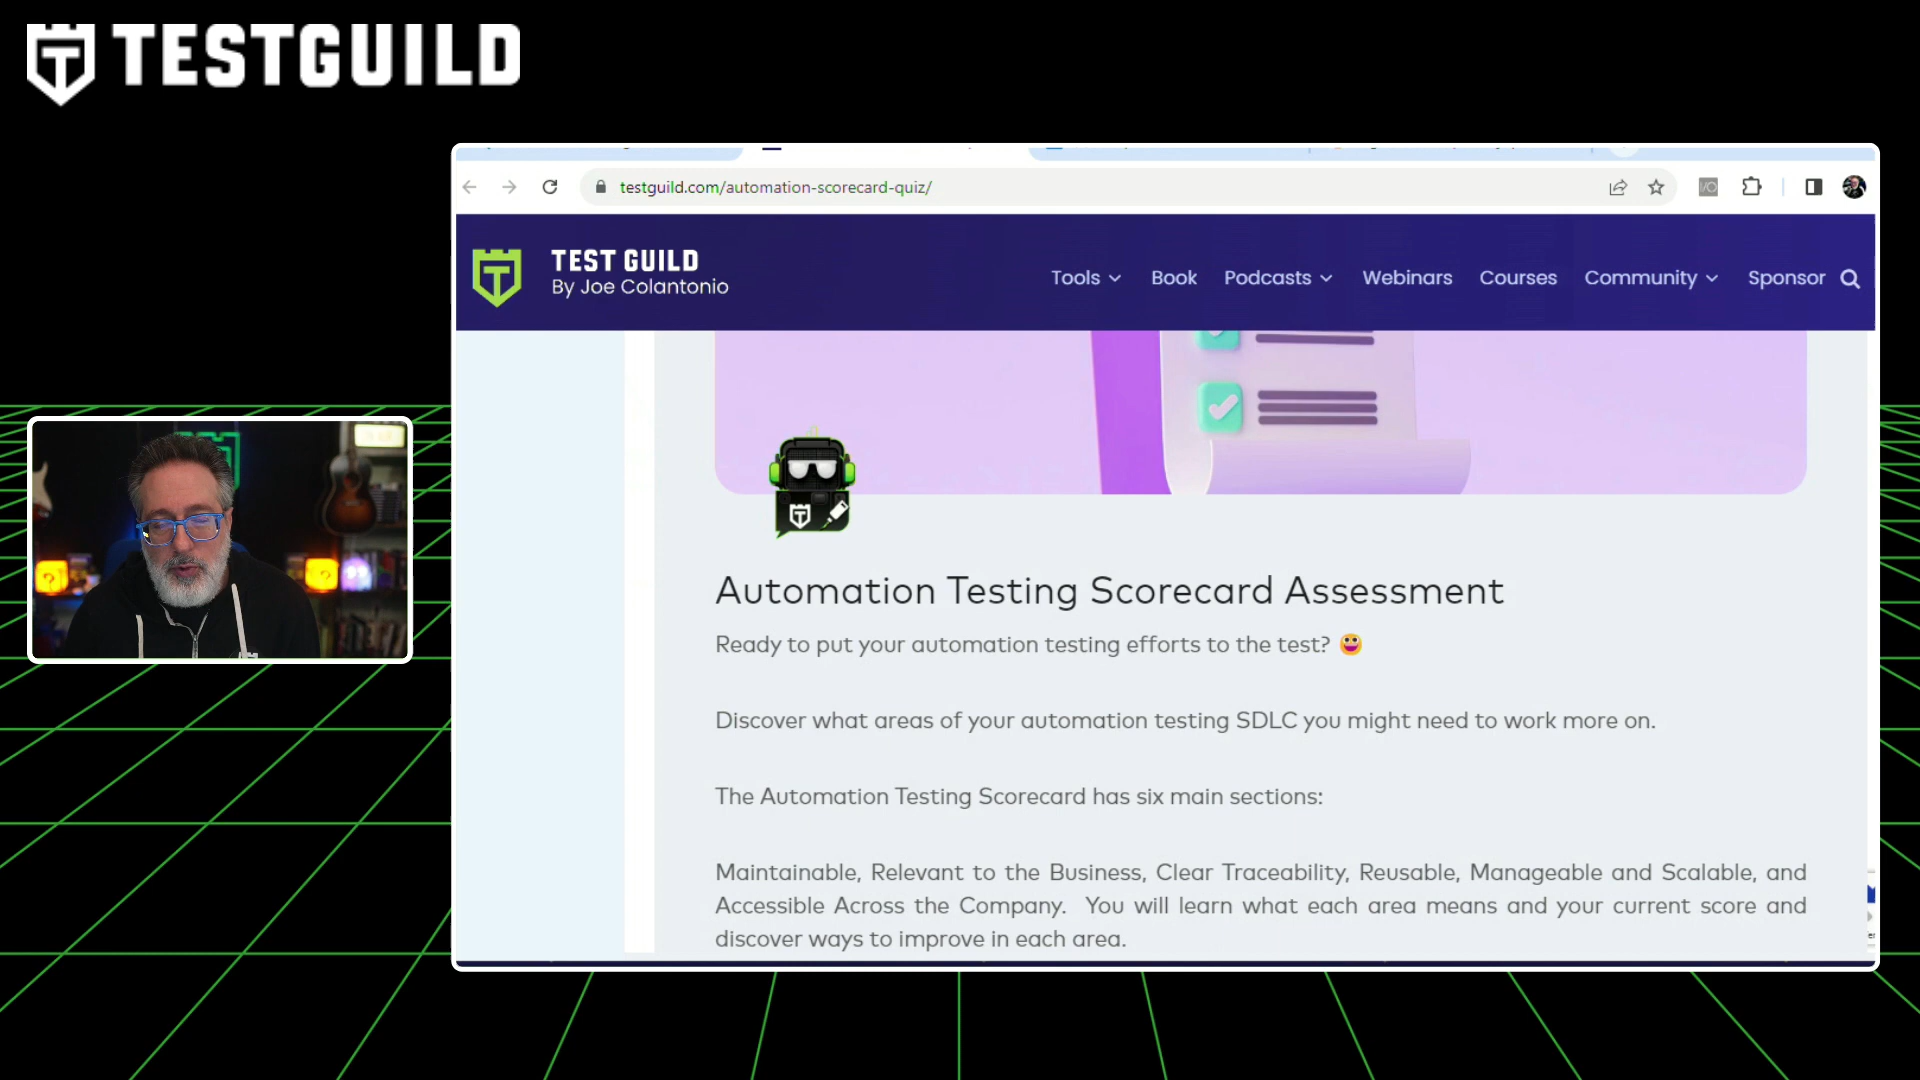 TESTGUILD
testguild.com/automation-scorecard-quiz/
TEST GUILD
By Joe Colantonio
Tools
Book
Podcasts
Webinars
Courses
Community
Sponsor
Automation Testing Scorecard Assessment
Ready to put your automation testing efforts to the test? 😀
Discover what areas of your automation testing SDLC you might need to work more on.
The Automation Testing Scorecard has six main sections:
Maintainable, Relevant to the Business, Clear Traceability, Reusable, Manageable and Scalable, and
Accessible Across the Company. You will learn what each area means and your current score and
discover ways to improve in each area.